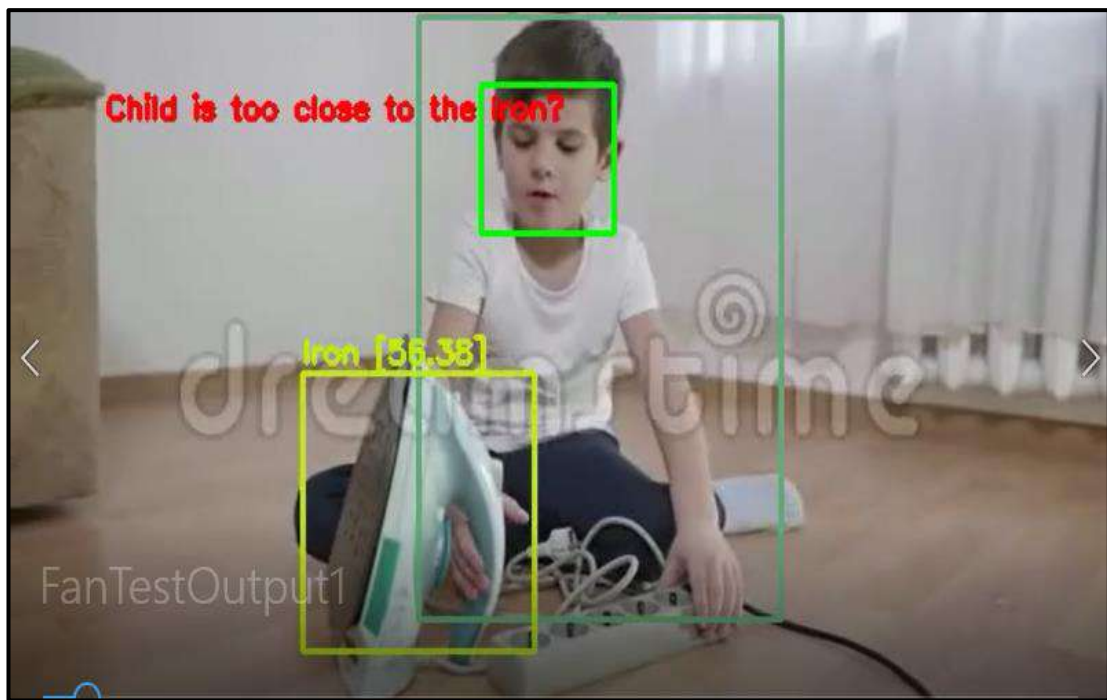 Child is too close to the Iron?
Iron [56.38]
dreamstime
FanTestOutput1